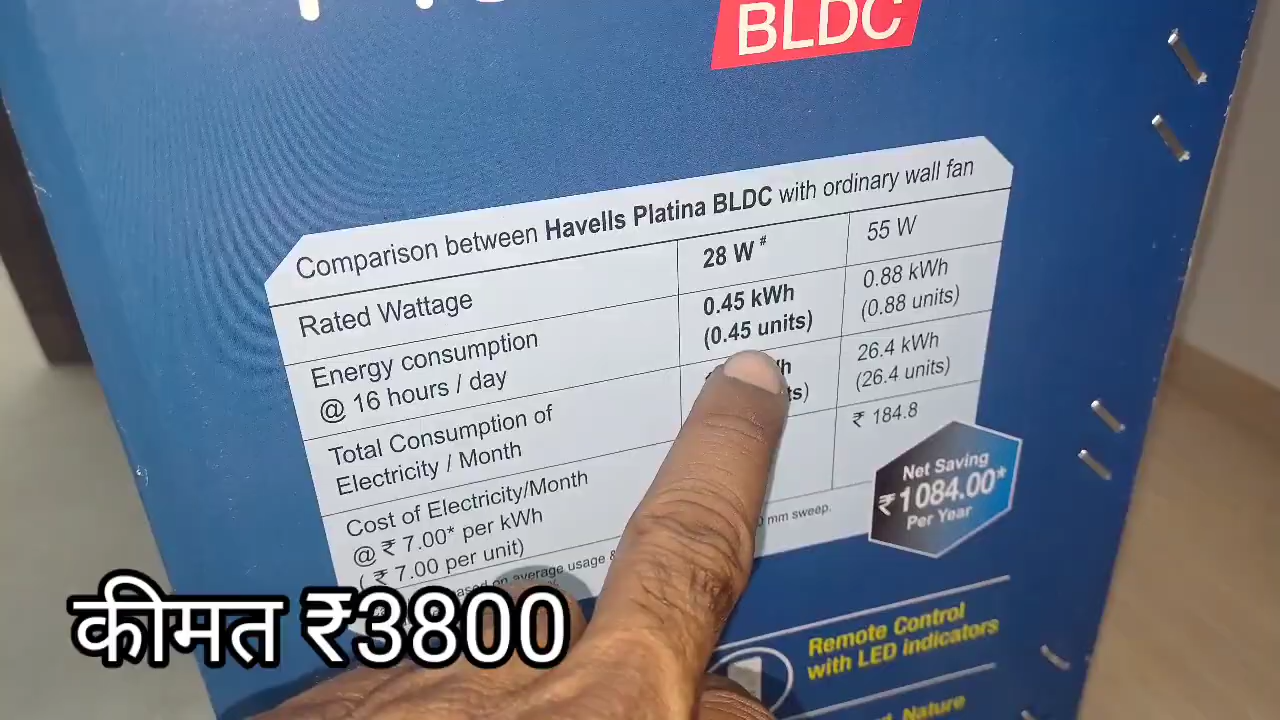 BLDC
Comparison between Havells Platina BLDC with ordinary wall fan
Rated Wattage 28 W# 55 W
Energy consumption
@ 16 hours / day
0.45 kWh
(0.45 units)
0.88 kWh
(0.88 units)
Total Consumption of
Electricity / Month
26.4 kWh
(26.4 units)
Cost of Electricity/Month
@ ₹ 7.00* per kWh
( ₹ 7.00 per unit)
₹ 184.8
average usage &
mm sweep.
Net Saving
₹1084.00*
Per Year
कीमत ₹3800
Remote Control
with LED indicators
Nature